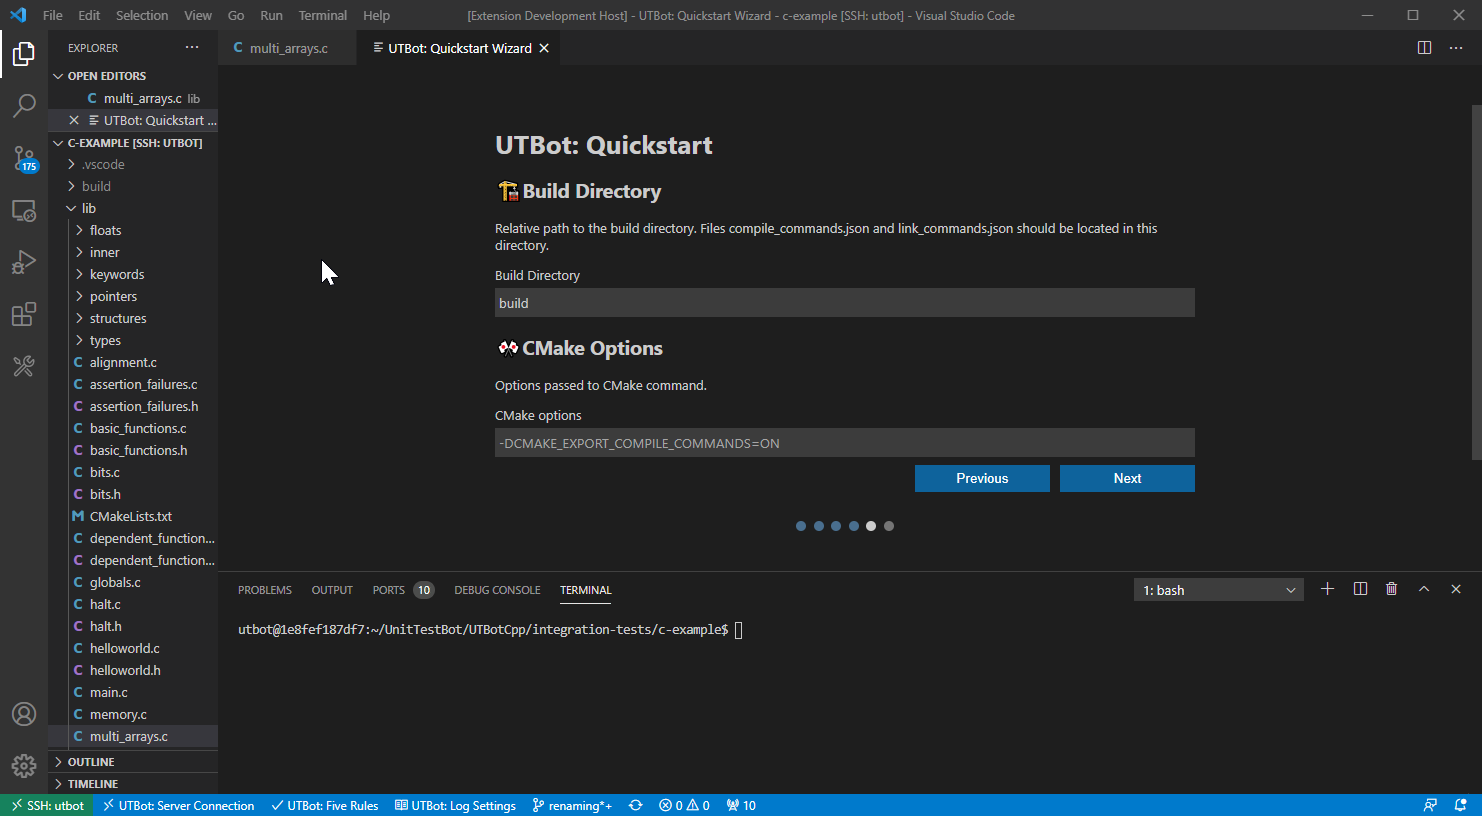 File Edit Selection View Go Run Terminal Help
[Extension Development Host] - UTBot: Quickstart Wizard - c-example [SSH: utbot] - Visual Studio Code
EXPLORER
OPEN EDITORS
multi_arrays.c lib
UTBot: Quickstart ...
C-EXAMPLE [SSH: UTBOT]
.vscode
build
lib
floats
inner
keywords
pointers
structures
types
C alignment.c
C assertion_failures.c
C assertion_failures.h
C basic_functions.c
C basic_functions.h
C bits.c
C bits.h
M CMakeLists.txt
C dependent_function...
C dependent_function...
C globals.c
C halt.c
C halt.h
C helloworld.c
C helloworld.h
C main.c
C memory.c
C multi_arrays.c
OUTLINE
TIMELINE
175
C multi_arrays.c
UTBot: Quickstart Wizard
UTBot: Quickstart
Build Directory
Relative path to the build directory. Files compile_commands.json and link_commands.json should be located in this
directory.
Build Directory
build
CMake Options
Options passed to CMake command.
CMake options
-DCMAKE_EXPORT_COMPILE_COMMANDS=ON
Previous Next
PROBLEMS OUTPUT PORTS 10 DEBUG CONSOLE TERMINAL
1: bash
utbot@1e8fef187df7:~/UnitTestBot/UTBotCpp/integration-tests/c-example$
SSH: utbot UTBot: Server Connection UTBot: Five Rules UTBot: Log Settings renaming*+ 0 0 10